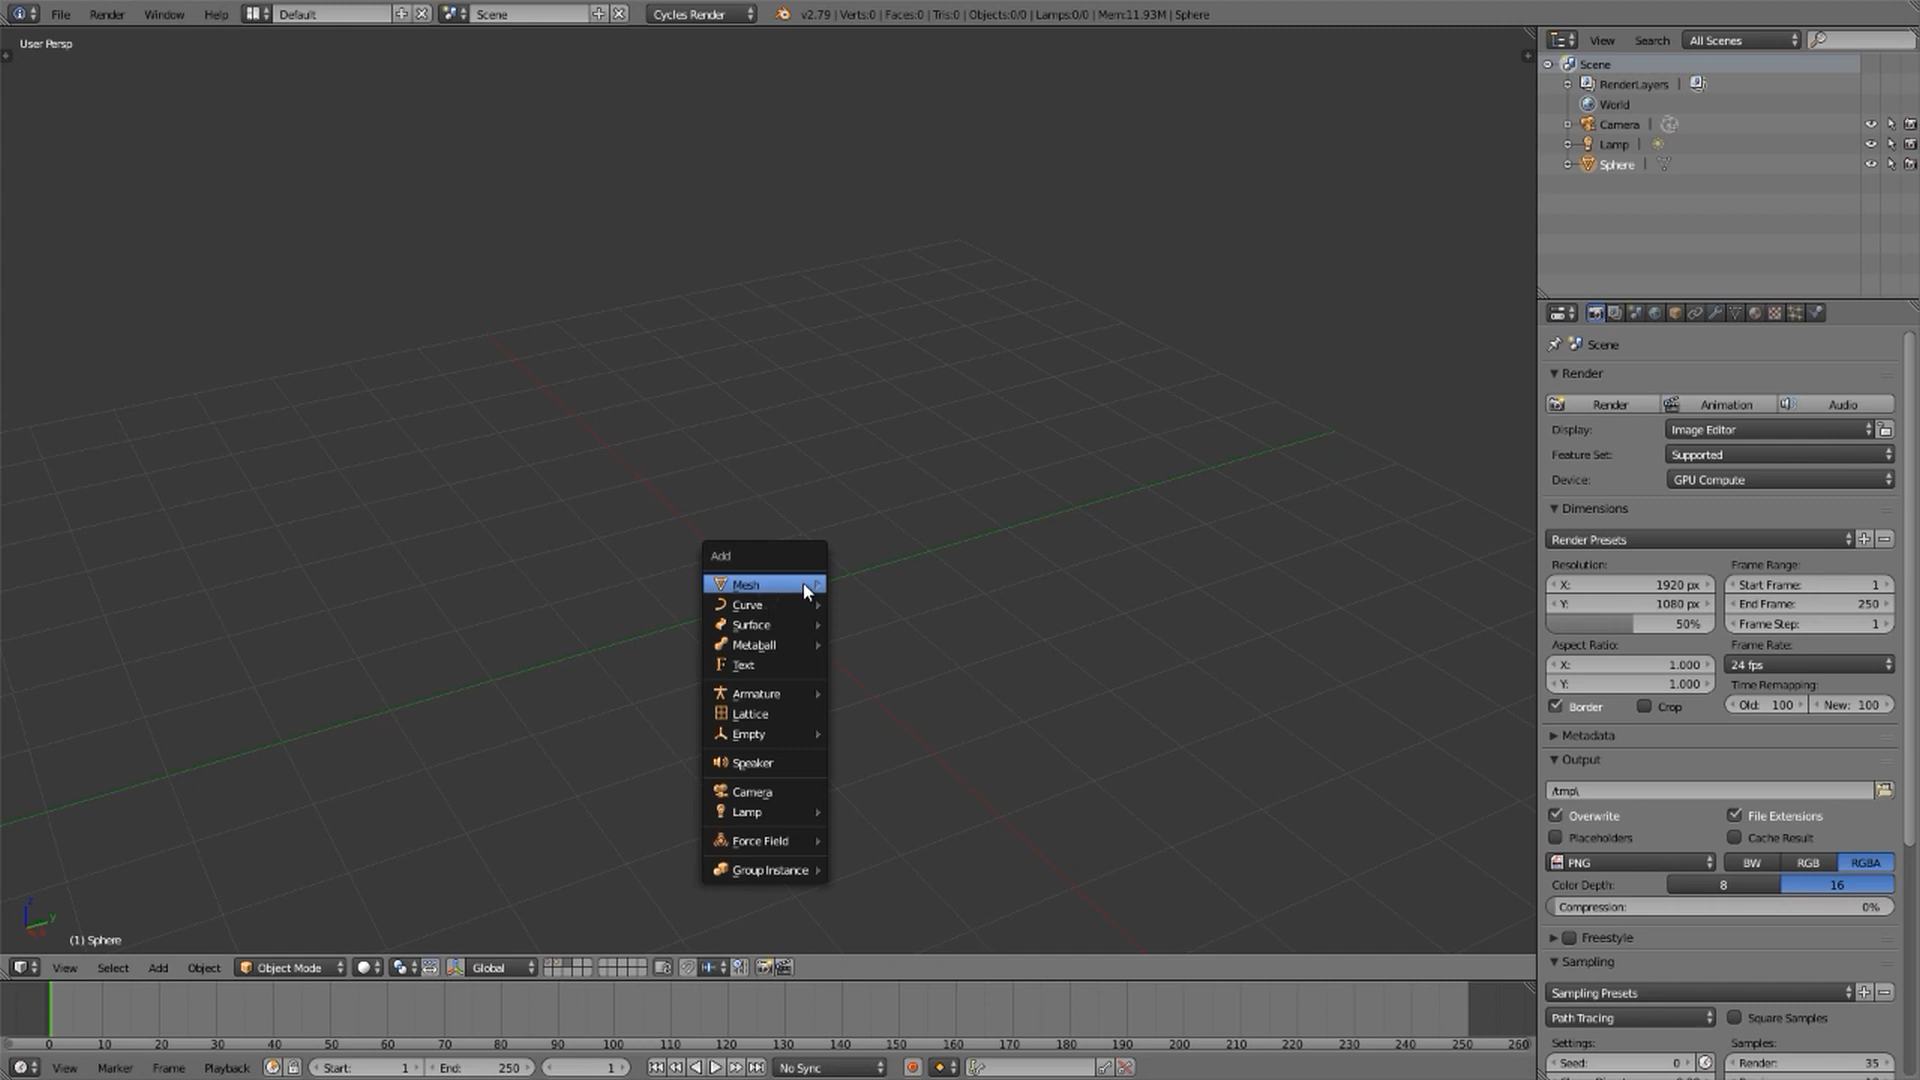 File Render Window Help Default Scene Cycles Render v2.79 | Verts:0 | Faces:0 | Tris:0 | Objects:0/0 | Lamps:0/0 | Mem:11.93M | Sphere
User Persp
View Search All Scenes
Scene
RenderLayers
World
Camera
Lamp
Sphere
Scene
Render
Render Animation Audio
Display: Image Editor
Feature Set: Supported
Device: GPU Compute
Dimensions
Render Presets
Resolution: Frame Range:
X: 1920 px Start Frame: 1
Y: 1080 px End Frame: 250
50% Frame Step: 1
Aspect Ratio: Frame Rate:
X: 1.000 24 fps
Y: 1.000 Time Remapping:
Border Crop Old: 100 New: 100
Metadata
Output
/tmp\
Overwrite File Extensions
Placeholders Cache Result
PNG BW RGB RGBA
Color Depth: 8 16
Compression: 0%
Freestyle
Sampling
Sampling Presets
Path Tracing Square Samples
Settings: Samples:
Seed: 0 Render: 35
Add
Mesh
Curve
Surface
Metaball
Text
Armature
Lattice
Empty
Speaker
Camera
Lamp
Force Field
Group Instance
z
y
(1) Sphere
View Select Add Object Object Mode Global
0 10 20 30 40 50 60 70 80 90 100 110 120 130 140 150 160 170 180 190 200 210 220 230 240 250 260
View Marker Frame Playback Start: 1 End: 250 1 No Sync